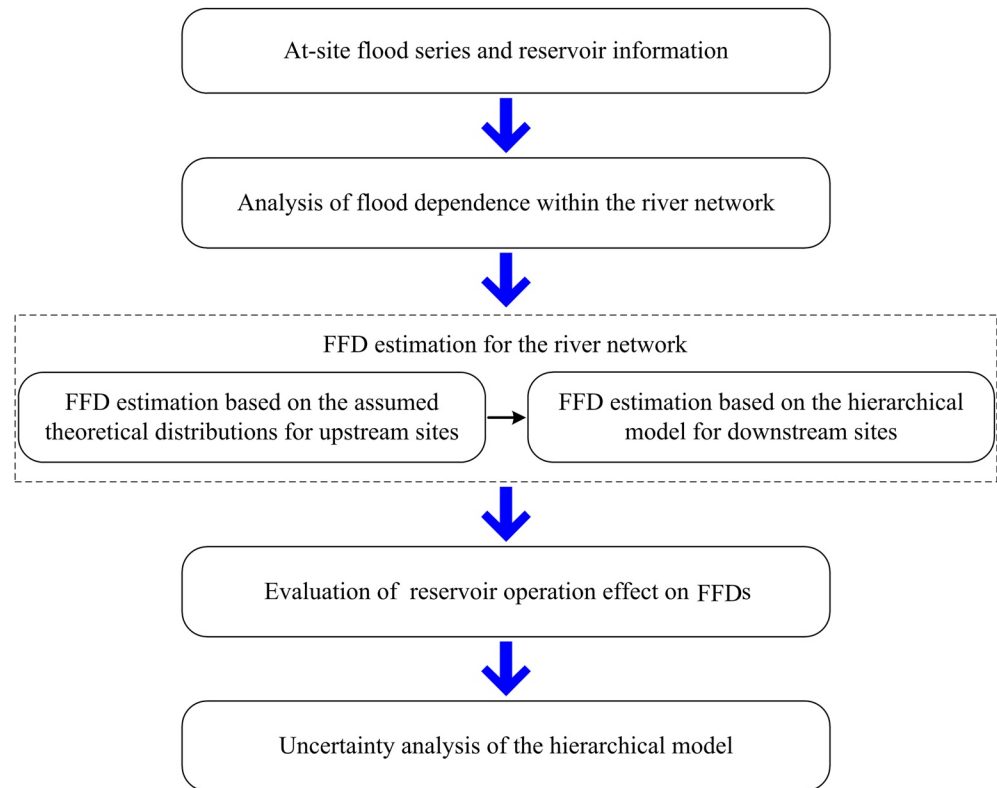 At-site flood series and reservoir information
Analysis of flood dependence within the river network
FFD estimation for the river network
FFD estimation based on the assumed
theoretical distributions for upstream sites
FFD estimation based on the hierarchical
model for downstream sites
Evaluation of reservoir operation effect on FFDs
Uncertainty analysis of the hierarchical model